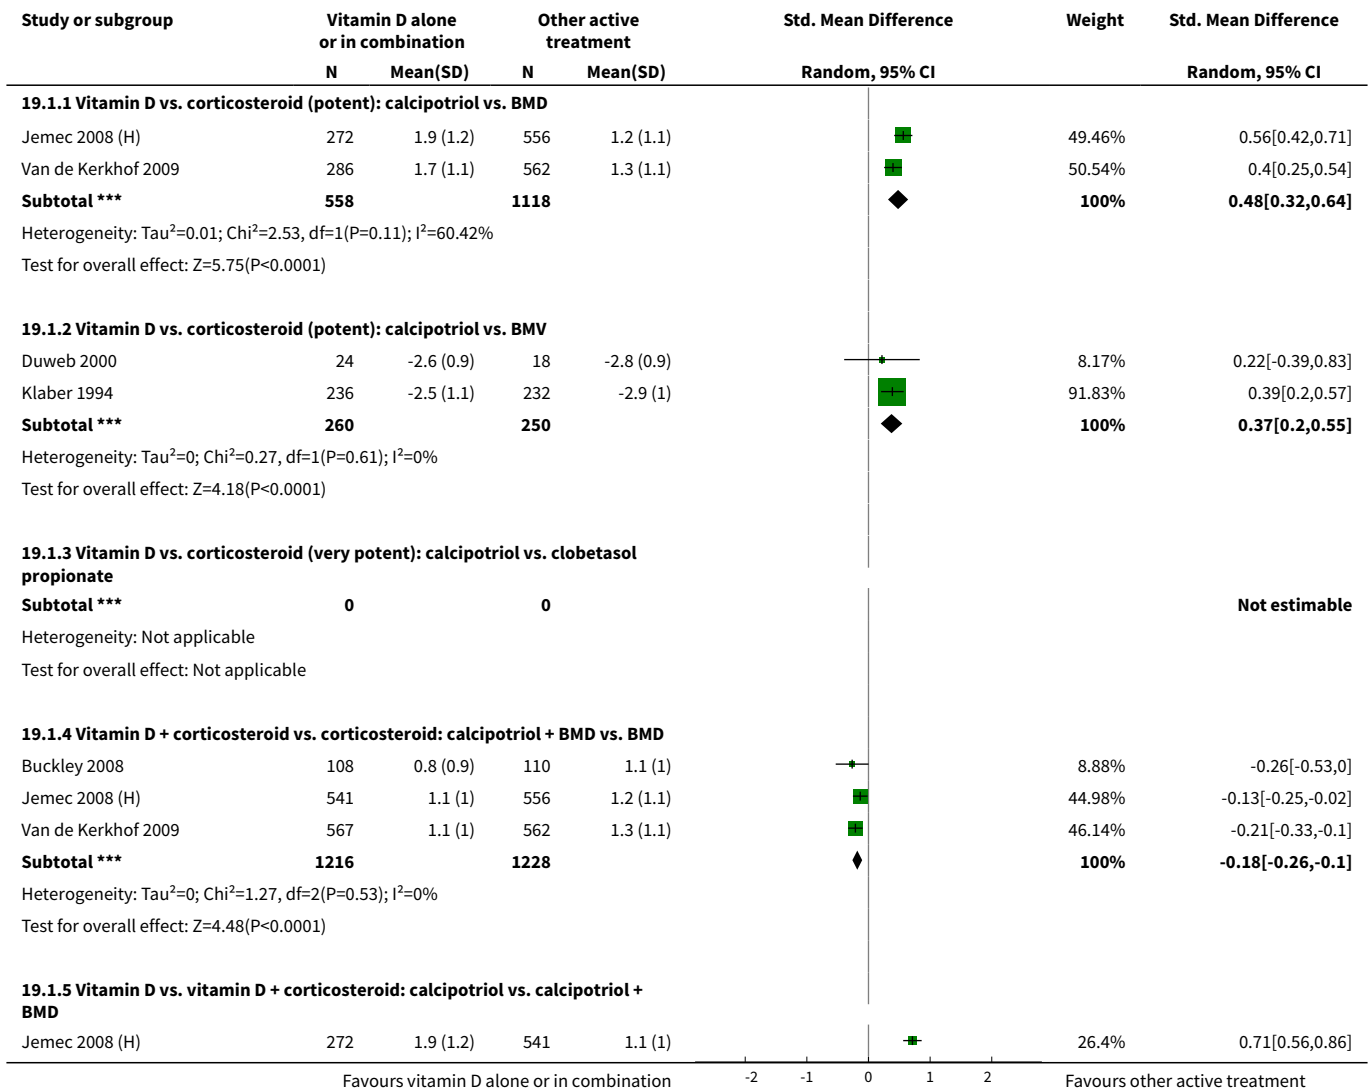 Study or subgroup Vitamin D alone Other active Std. Mean Difference Weight Std. Mean Difference
or in combination treatment
N Mean(SD) N Mean(SD) Random, 95% CI Random, 95% CI
19.1.1 Vitamin D vs. corticosteroid (potent): calcipotriol vs. BMD
Jemec 2008 (H) 272 1.9 (1.2) 556 1.2 (1.1) 49.46% 0.56[0.42,0.71]
Van de Kerkhof 2009 286 1.7 (1.1) 562 1.3 (1.1) 50.54% 0.4[0.25,0.54]
Subtotal *** 558 1118 100% 0.48[0.32,0.64]
Heterogeneity: Tau²=0.01; Chi²=2.53, df=1(P=0.11); I²=60.42%
Test for overall effect: Z=5.75(P<0.0001)
19.1.2 Vitamin D vs. corticosteroid (potent): calcipotriol vs. BMV
Duweb 2000 24 -2.6 (0.9) 18 -2.8 (0.9) 8.17% 0.22[-0.39,0.83]
Klaber 1994 236 -2.5 (1.1) 232 -2.9 (1) 91.83% 0.39[0.2,0.57]
Subtotal *** 260 250 100% 0.37[0.2,0.55]
Heterogeneity: Tau²=0; Chi²=0.27, df=1(P=0.61); I²=0%
Test for overall effect: Z=4.18(P<0.0001)
19.1.3 Vitamin D vs. corticosteroid (very potent): calcipotriol vs. clobetasol
propionate
Subtotal *** 0 0 Not estimable
Heterogeneity: Not applicable
Test for overall effect: Not applicable
19.1.4 Vitamin D + corticosteroid vs. corticosteroid: calcipotriol + BMD vs. BMD
Buckley 2008 108 0.8 (0.9) 110 1.1 (1) 8.88% -0.26[-0.53,0]
Jemec 2008 (H) 541 1.1 (1) 556 1.2 (1.1) 44.98% -0.13[-0.25,-0.02]
Van de Kerkhof 2009 567 1.1 (1) 562 1.3 (1.1) 46.14% -0.21[-0.33,-0.1]
Subtotal *** 1216 1228 100% -0.18[-0.26,-0.1]
Heterogeneity: Tau²=0; Chi²=1.27, df=2(P=0.53); I²=0%
Test for overall effect: Z=4.48(P<0.0001)
19.1.5 Vitamin D vs. vitamin D + corticosteroid: calcipotriol vs. calcipotriol +
BMD
Jemec 2008 (H) 272 1.9 (1.2) 541 1.1 (1) 26.4% 0.71[0.56,0.86]
Favours vitamin D alone or in combination -2 -1 0 1 2 Favours other active treatment